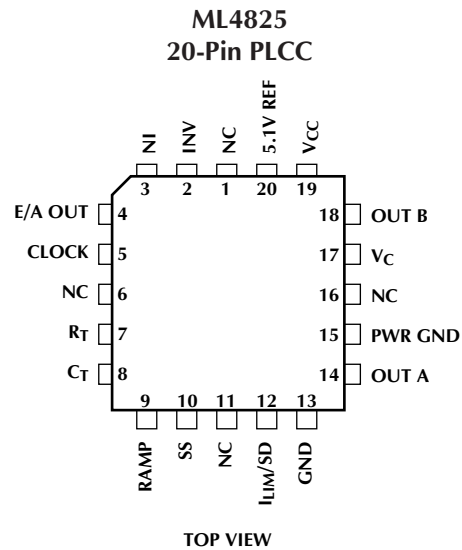 ML4825
20-Pin PLCC
NI
INV
NC
5.1V REF
VCC
3
2
1
20
19
E/A OUT 4
CLOCK 5
NC 6
RT 7
CT 8
18 OUT B
17 VC
16 NC
15 PWR GND
14 OUT A
9
10
11
12
13
RAMP
SS
NC
ILIM/SD
GND
TOP VIEW